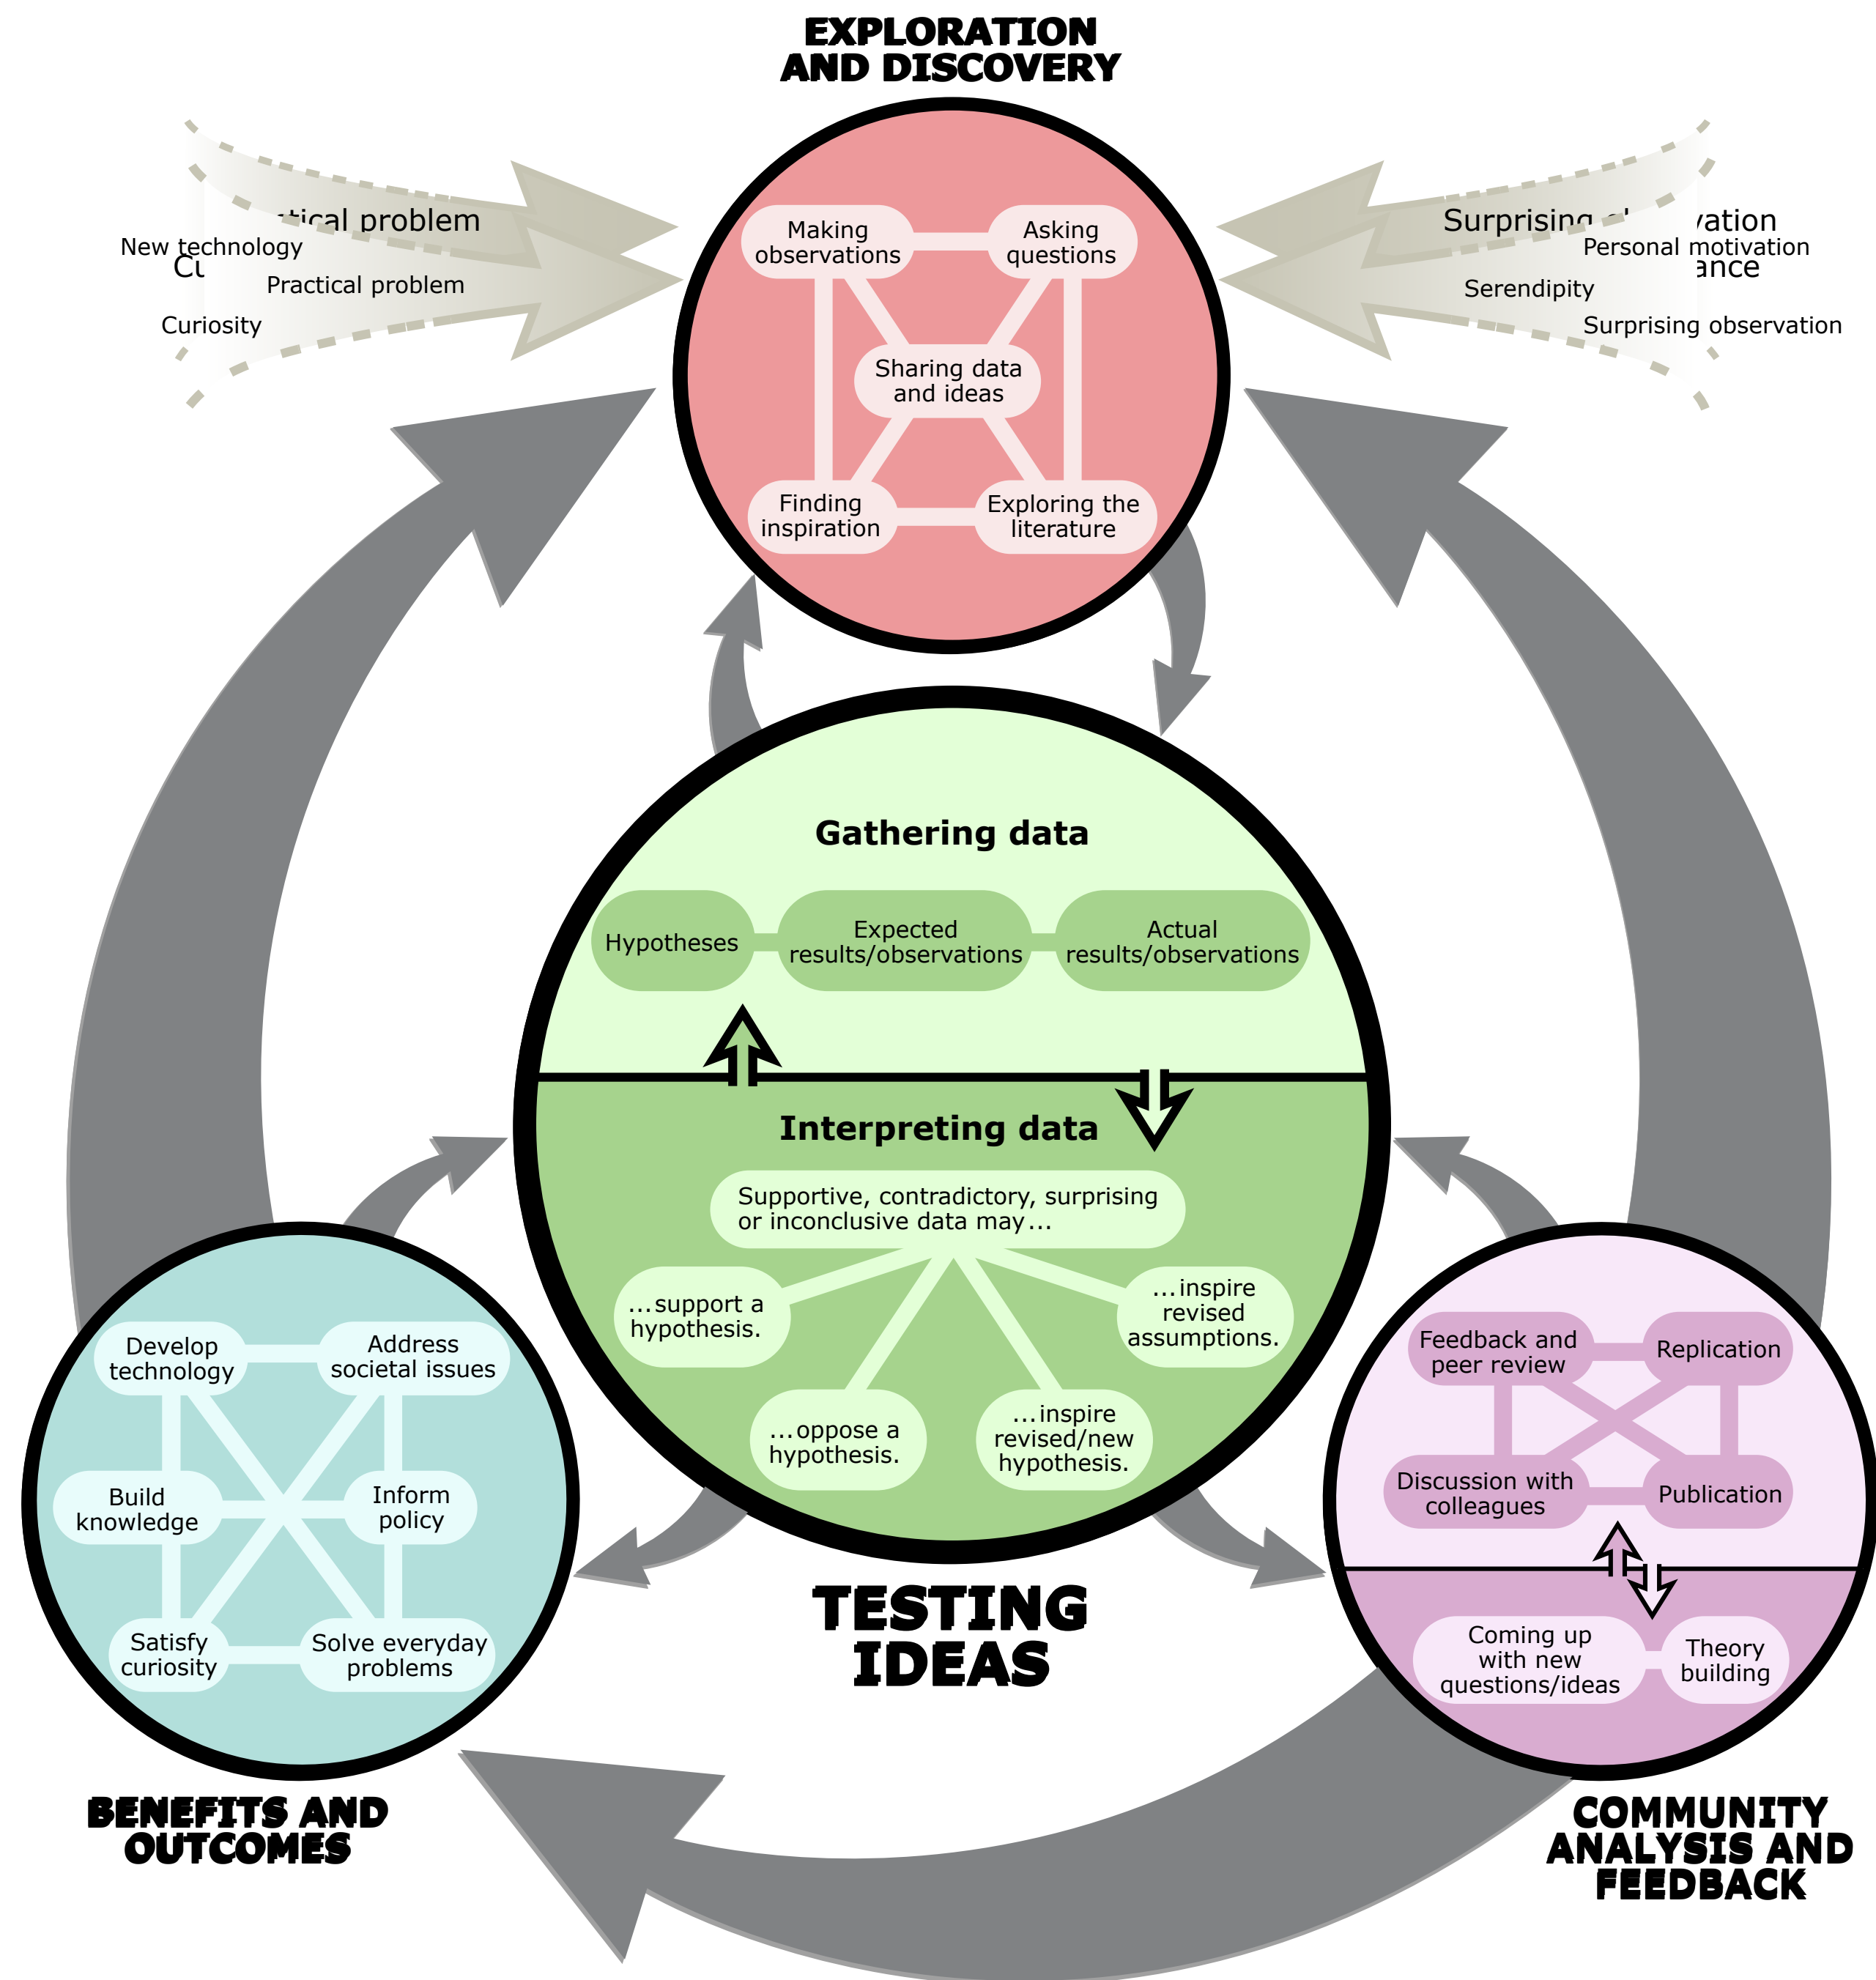 EXPLORATION
AND DISCOVERY
tical problem
New technology
Practical problem
Curiosity
Surprising
vation
Personal motivation
ance
Serendipity
Surprising observation
Making
observations
Asking
questions
Sharing data
and ideas
Finding
inspiration
Exploring the
literature
Gathering data
Hypotheses
Expected
results/observations
Actual
results/observations
Interpreting data
Supportive, contradictory, surprising
or inconclusive data may...
...support a
hypothesis.
...inspire
revised
assumptions.
...oppose a
hypothesis.
...inspire
revised/new
hypothesis.
TESTING
IDEAS
Develop
technology
Address
societal issues
Build
knowledge
Inform
policy
Satisfy
curiosity
Solve everyday
problems
BENEFITS AND
OUTCOMES
Feedback and
peer review
Replication
Discussion with
colleagues
Publication
Coming up
with new
questions/ideas
Theory
building
COMMUNITY
ANALYSIS AND
FEEDBACK